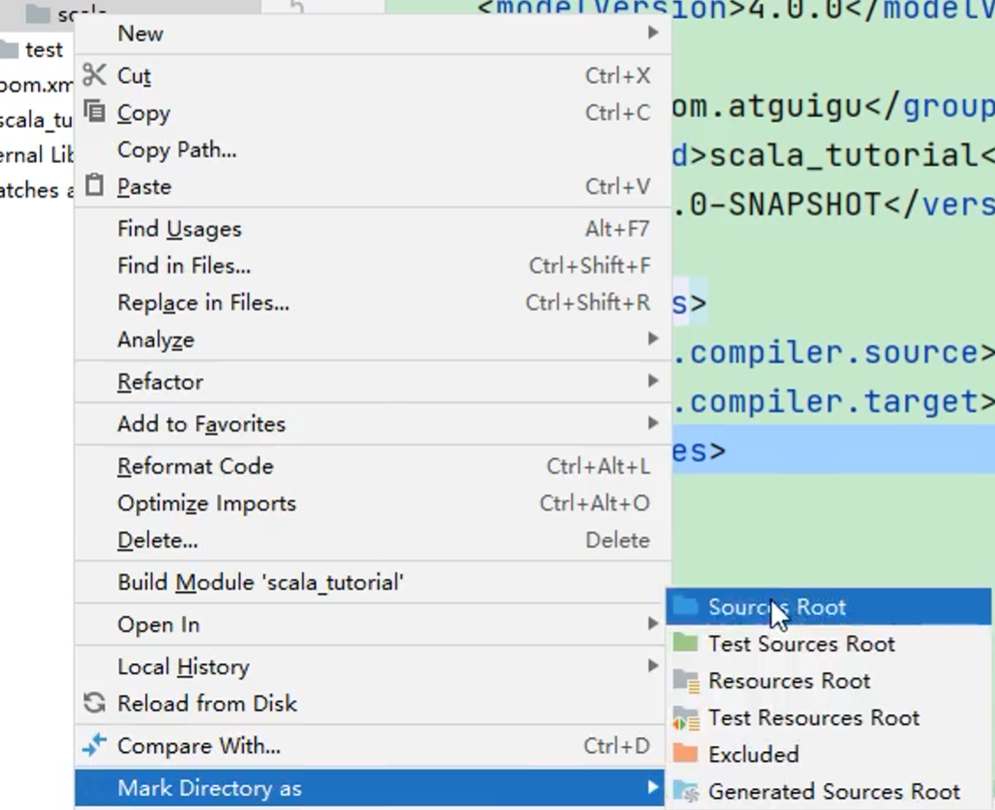 scala
<modelVersion>4.0.0</modelV
5
test
pom.xm
scala_tu
ernal Lib
atches a
New
Cut Ctrl+X
Copy Ctrl+C
Copy Path...
Paste Ctrl+V
Find Usages Alt+F7
Find in Files... Ctrl+Shift+F
Replace in Files... Ctrl+Shift+R
Analyze
Refactor
Add to Favorites
Reformat Code Ctrl+Alt+L
Optimize Imports Ctrl+Alt+O
Delete... Delete
Build Module 'scala_tutorial'
Open In
Local History
Reload from Disk
Compare With... Ctrl+D
Mark Directory as
om.atguigu</group
d>scala_tutorial<
.0-SNAPSHOT</vers
s>
.compiler.source>
.compiler.target>
es>
Sources Root
Test Sources Root
Resources Root
Test Resources Root
Excluded
Generated Sources Root